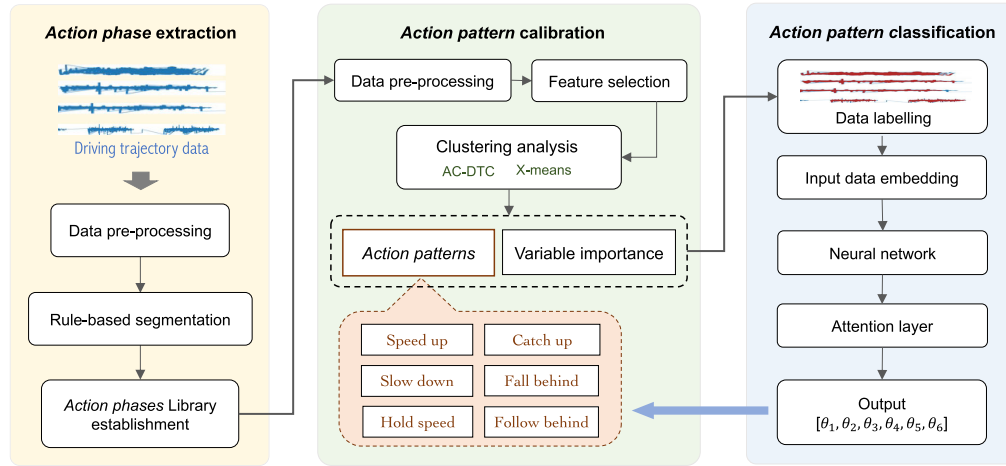 Action phase extraction
Driving trajectory data
Data pre-processing
Rule-based segmentation
Action phases Library
establishment
Action pattern calibration
Data pre-processing
Feature selection
Clustering analysis
AC-DTC X-means
Action patterns
Variable importance
Speed up
Catch up
Slow down
Fall behind
Hold speed
Follow behind
Action pattern classification
Data labelling
Input data embedding
Neural network
Attention layer
Output
[θ₁, θ₂, θ₃, θ₄, θ₅, θ₆]